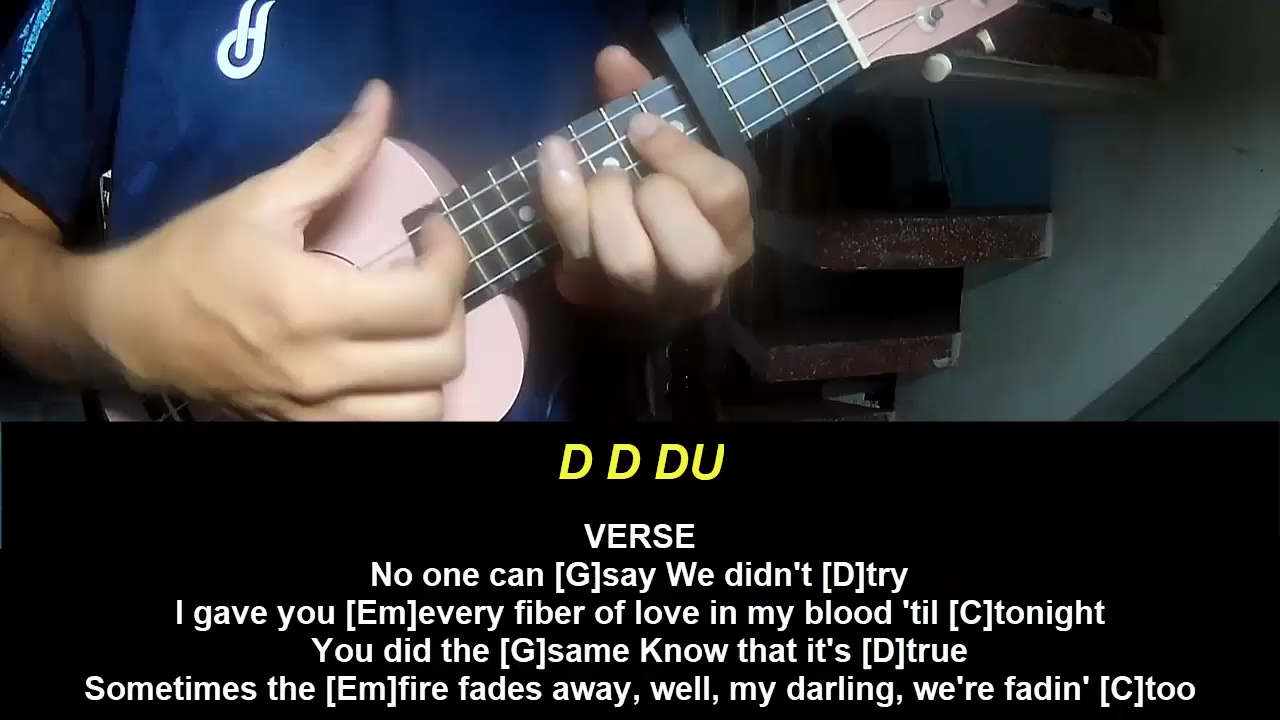 D D DU
VERSE
No one can [G]say We didn't [D]try
I gave you [Em]every fiber of love in my blood 'til [C]tonight
You did the [G]same Know that it's [D]true
Sometimes the [Em]fire fades away, well, my darling, we're fadin' [C]too